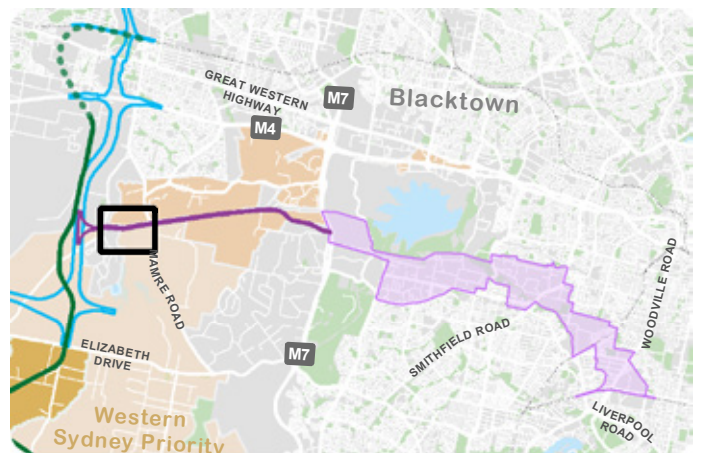 GREAT WESTERN
HIGHWAY
M7
Blacktown
M4
MAMRE ROAD
WOODVILLE ROAD
SMITHFIELD ROAD
ELIZABETH
DRIVE
M7
LIVERPOOL
ROAD
Western
Sydney Priority